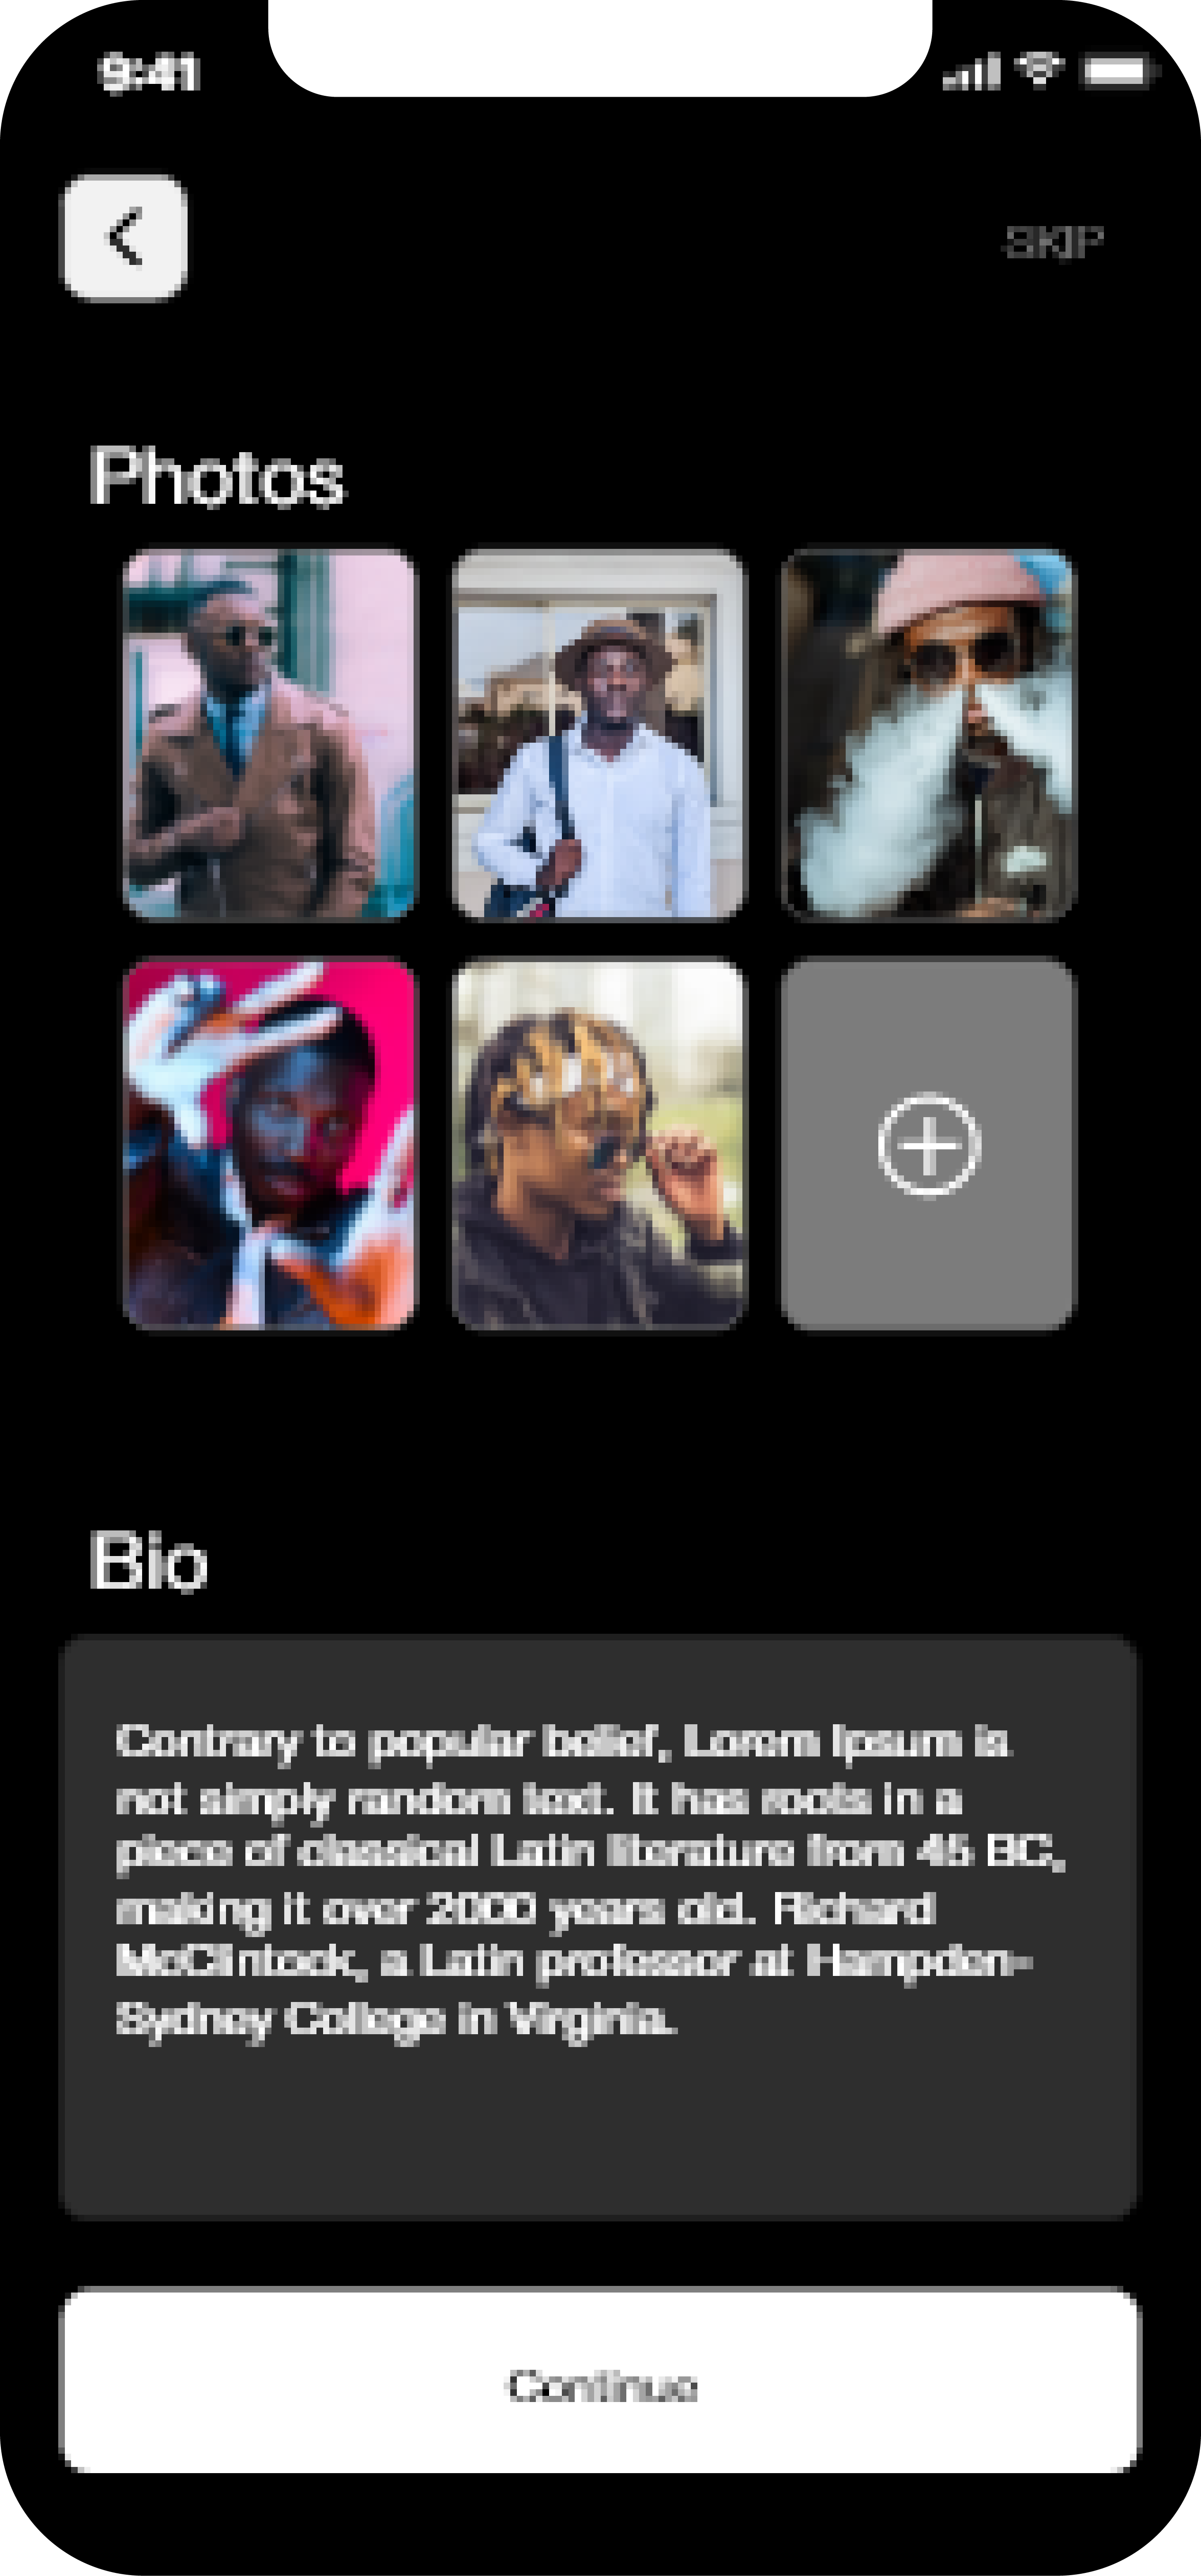 9:41
SKIP
Photos
Bio
Contrary to popular belief, Lorem Ipsum is
not simply random text. It has roots in a
piece of classical Latin literature from 45 BC,
making it over 2000 years old. Richard
McClintock, a Latin professor at Hampden-
Sydney College in Virginia.
Continue